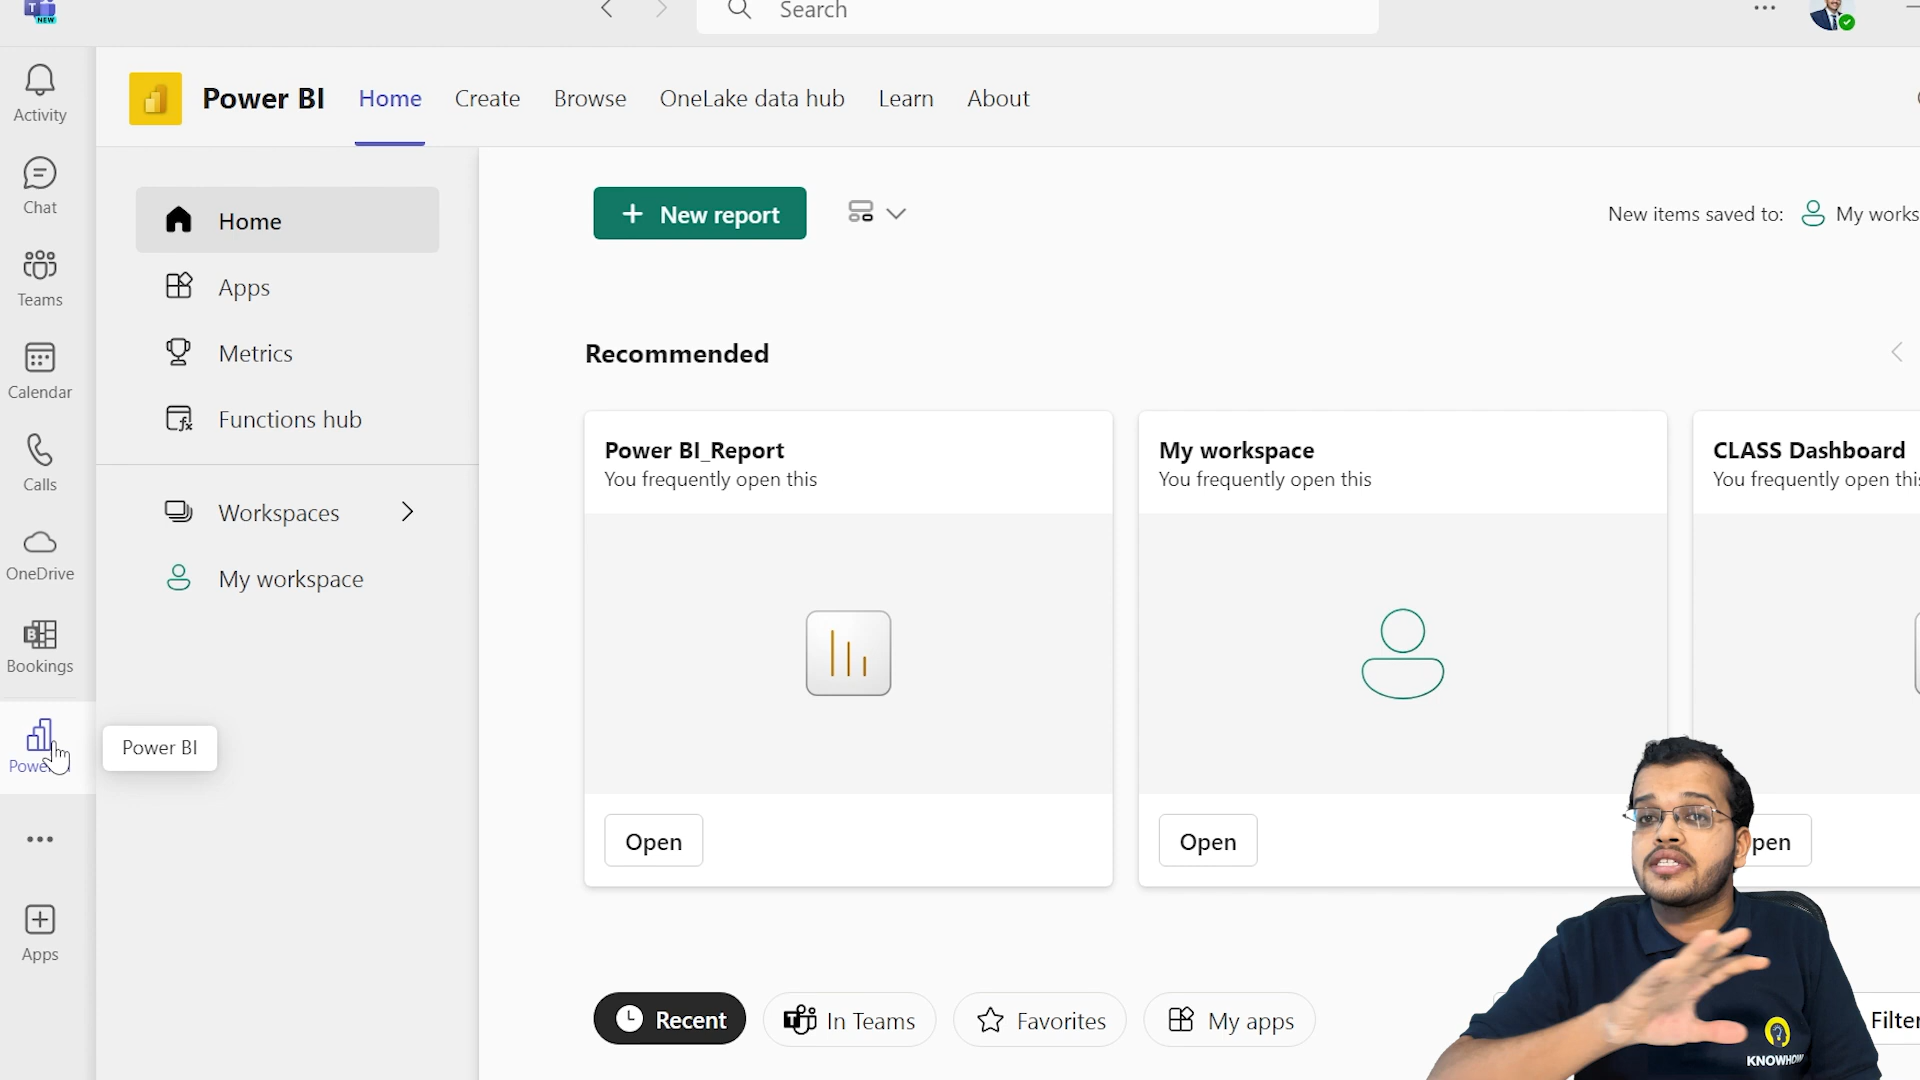 NEW
Search
Activity
Chat
Teams
Calendar
Calls
OneDrive
Bookings
Power BI
Apps
Power BI
Home
Create
Browse
OneLake data hub
Learn
About
Home
Apps
Metrics
Functions hub
Workspaces
My workspace
New report
New items saved to:
My works
Recommended
Power BI_Report
You frequently open this
Open
My workspace
You frequently open this
Open
CLASS Dashboard
You frequently open this
pen
Recent
In Teams
Favorites
My apps
Filter
KNOWHOW